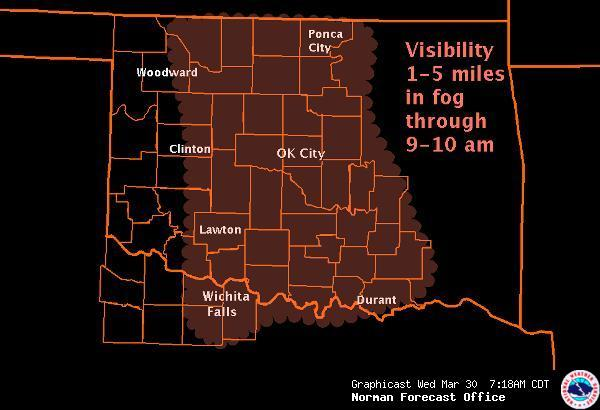 Ponca
City
Visibility
1-5 miles
in fog
through
9-10 am
Woodward
Clinton
OK City
Lawton
Wichita
Falls
Durant
Graphicast Wed Mar 30 7:18AM CDT
Norman Forecast Office